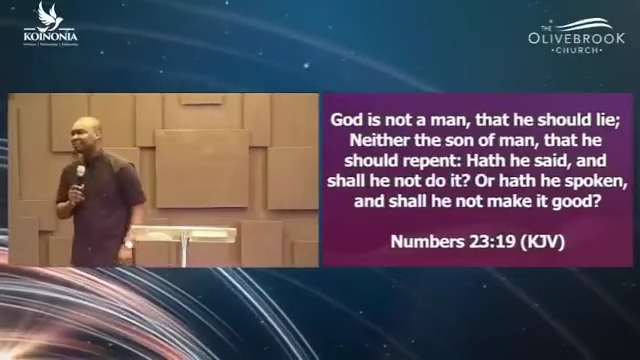 KOINONIA
THE
OLIVEBROOK
•CHURCH•
God is not a man, that he should lie;
Neither the son of man, that he
should repent: Hath he said, and
shall he not do it? Or hath he spoken,
and shall he not make it good?
Numbers 23:19 (KJV)